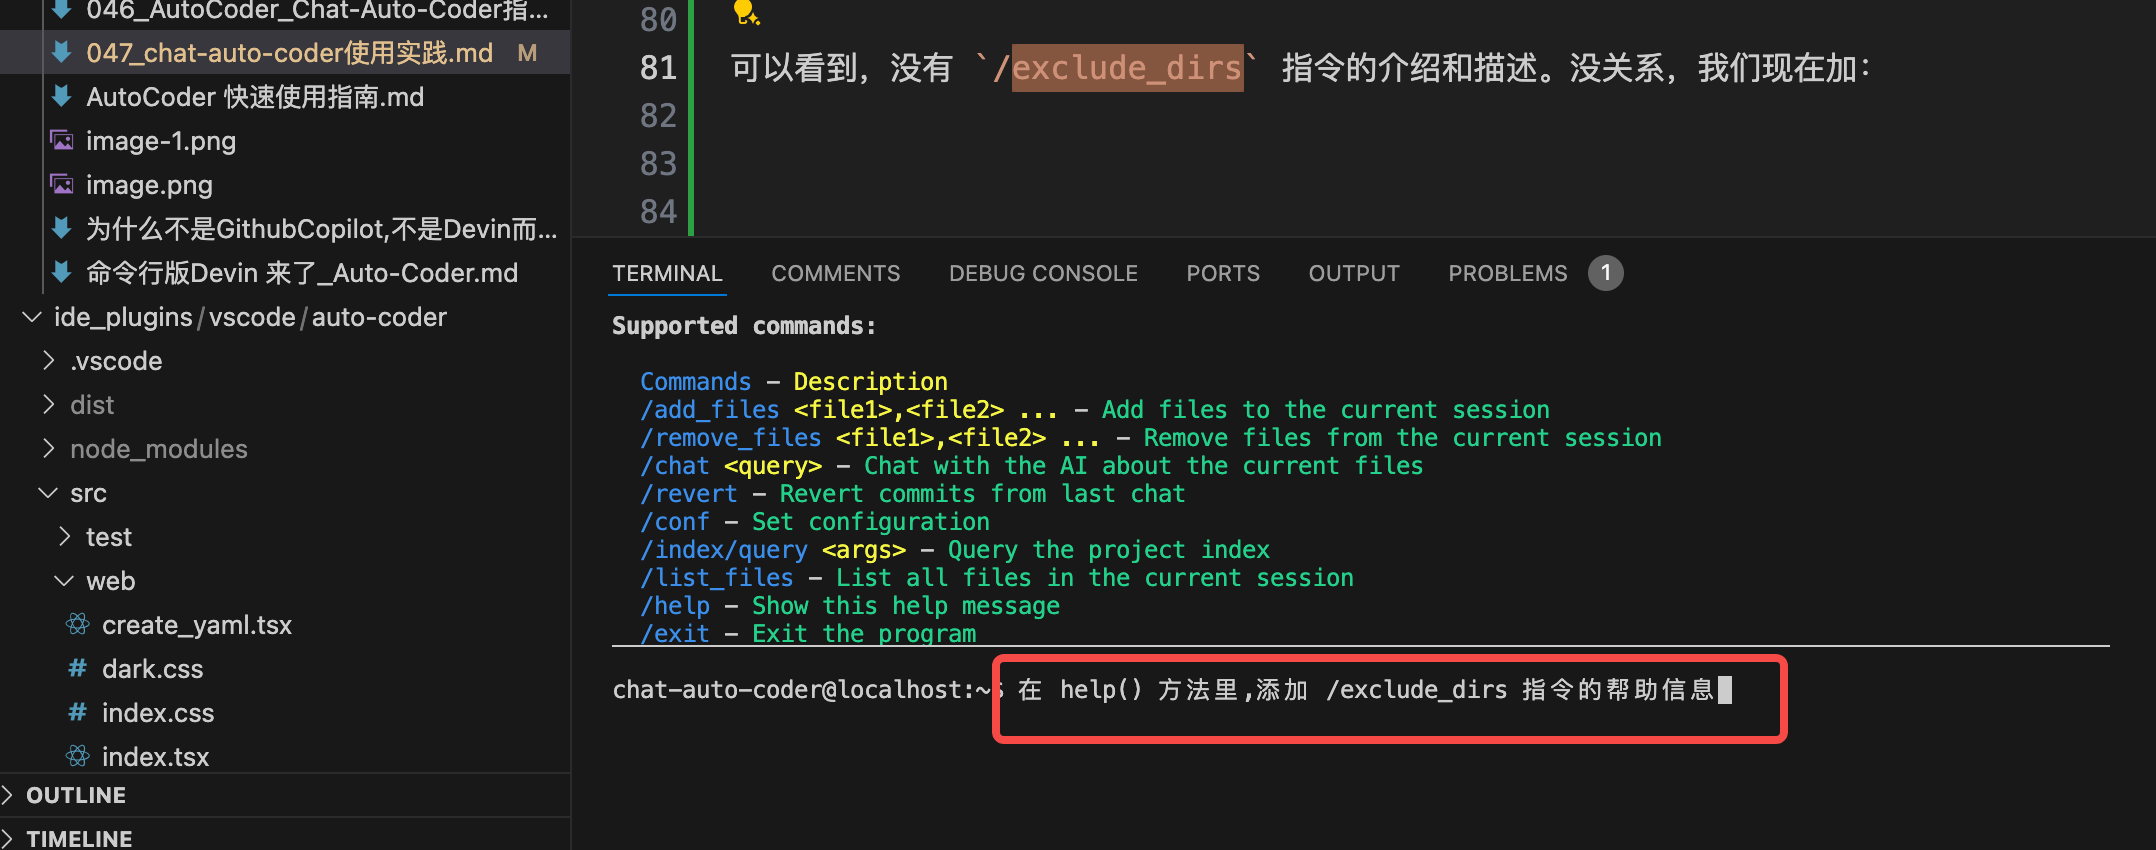 046_AutoCoder_Chat-Auto-Coder指...
047_chat-auto-coder使用实践.md M
AutoCoder 快速使用指南.md
image-1.png
image.png
为什么不是GithubCopilot,不是Devin而...
命令行版Devin 来了_Auto-Coder.md
ide_plugins/vscode/auto-coder
.vscode
dist
node_modules
src
test
web
create_yaml.tsx
# dark.css
# index.css
index.tsx
OUTLINE
TIMELINE
80
81 可以看到，没有 `/exclude_dirs` 指令的介绍和描述。没关系，我们现在加：
82
83
84
TERMINAL COMMENTS DEBUG CONSOLE PORTS OUTPUT PROBLEMS 1
Supported commands:
Commands – Description
/add_files <file1>,<file2> ... – Add files to the current session
/remove_files <file1>,<file2> ... – Remove files from the current session
/chat <query> – Chat with the AI about the current files
/revert – Revert commits from last chat
/conf – Set configuration
/index/query <args> – Query the project index
/list_files – List all files in the current session
/help – Show this help message
/exit – Exit the program
chat-auto-coder@localhost:~$ 在 help() 方法里,添加 /exclude_dirs 指令的帮助信息